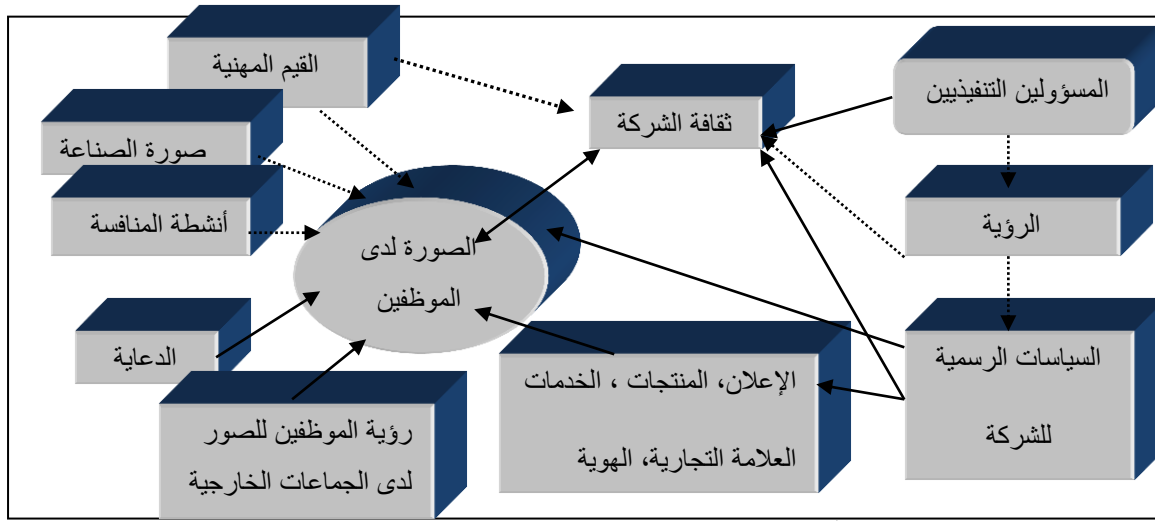 القيم المهنية
المسؤولين التنفيذيين
ثقافة الشركة
صورة الصناعة
أنشطة المنافسة
الرؤية
الصورة لدى
الموظفين
الدعاية
السياسات الرسمية
للشركة
الإعلان، المنتجات ، الخدمات
العلامة التجارية، الهوية
رؤية الموظفين للصور
لدى الجماعات الخارجية